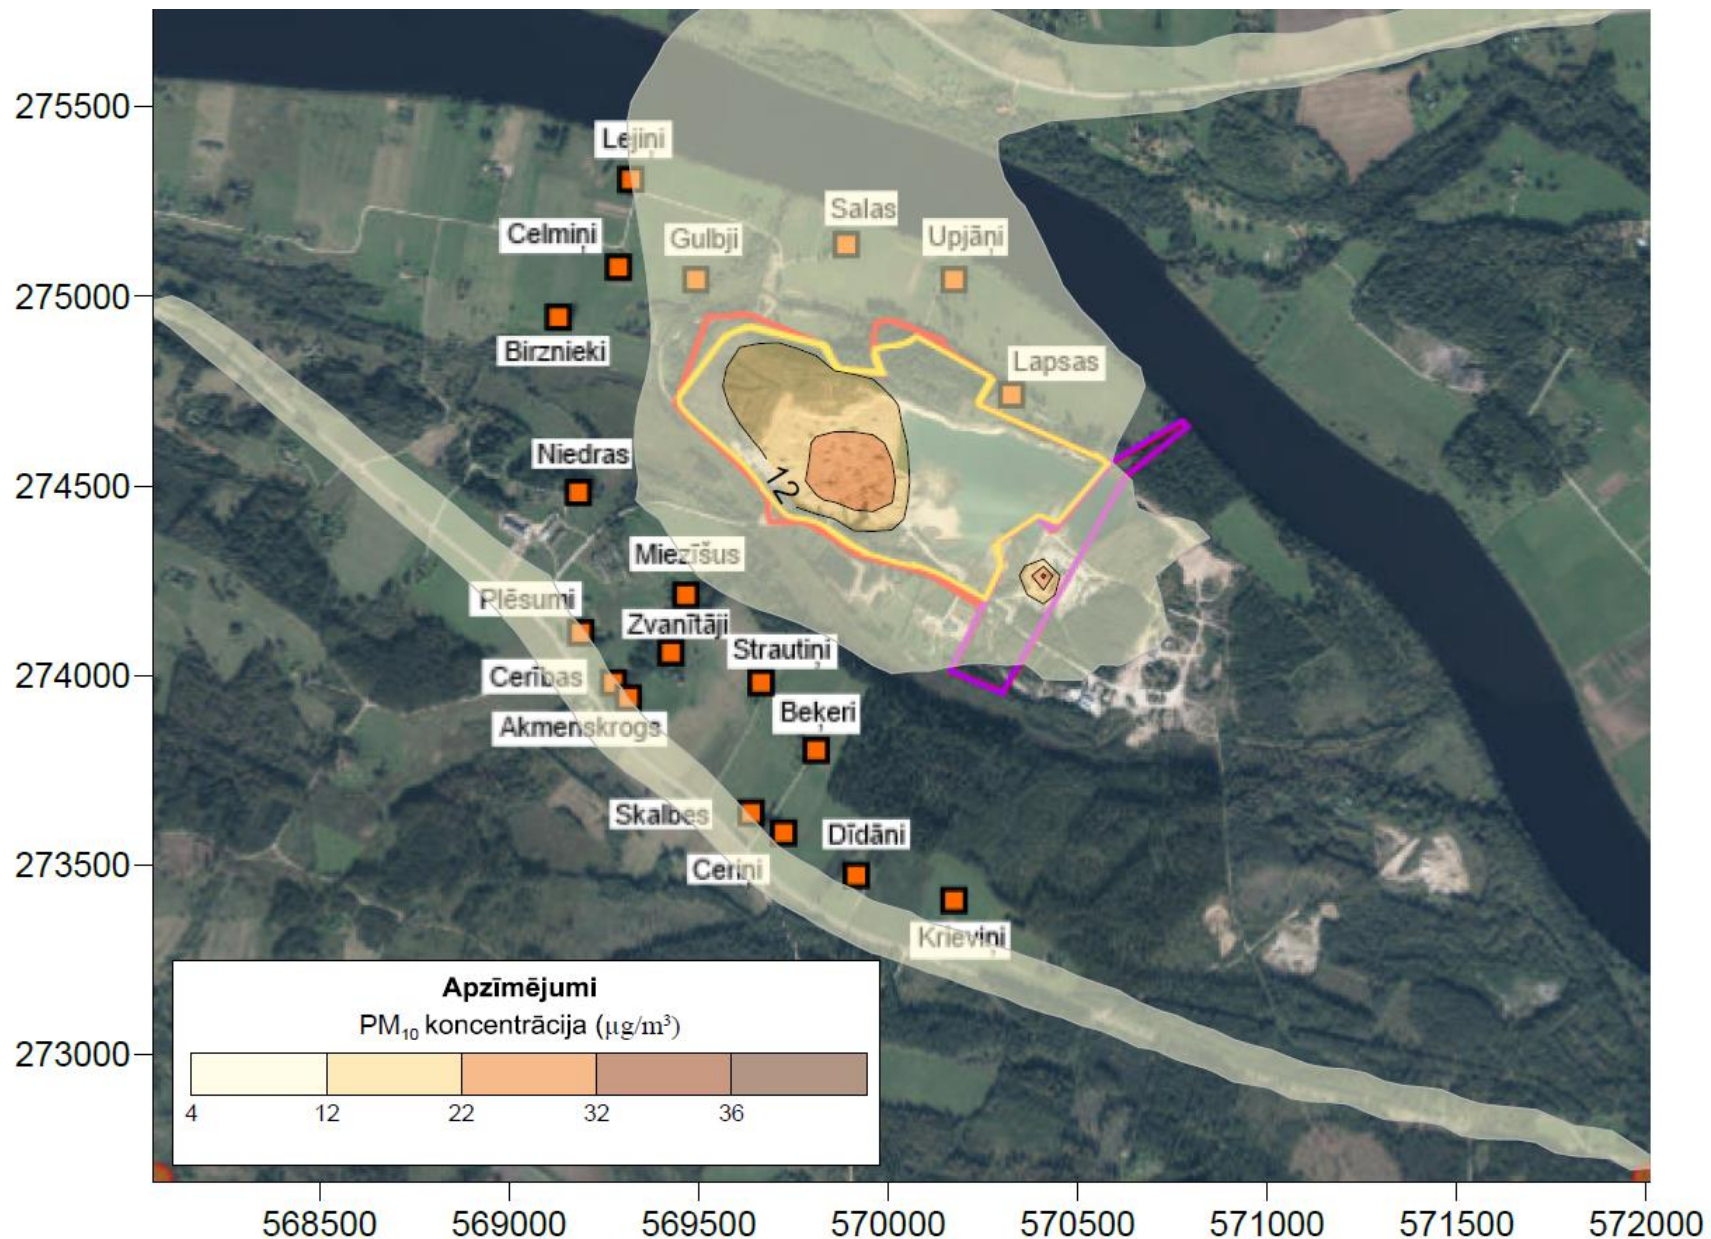 275500
275000
274500
274000
273500
273000
Lejiņi
Salas
Celmiņi
Gulbji
Upjāņi
Birznieki
Lapsas
Niedras
12
Miezīšus
Plēsumi
Zvanītāji
Strautiņi
Cerības
Beķeri
Akmenskrogs
Skalbes
Dīdāni
Ceriņi
Krieviņi
Apzīmējumi
PM₁₀ koncentrācija (µg/m³)
4 12 22 32 36
568500 569000 569500 570000 570500 571000 571500 572000